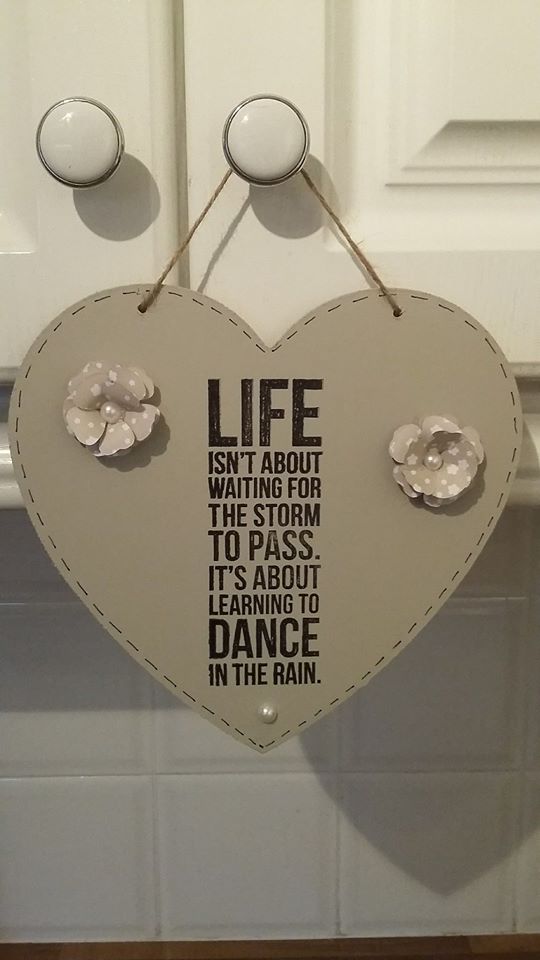 LIFE
ISN'T ABOUT
WAITING FOR
THE STORM
TO PASS.
IT'S ABOUT
LEARNING TO
DANCE
IN THE RAIN.